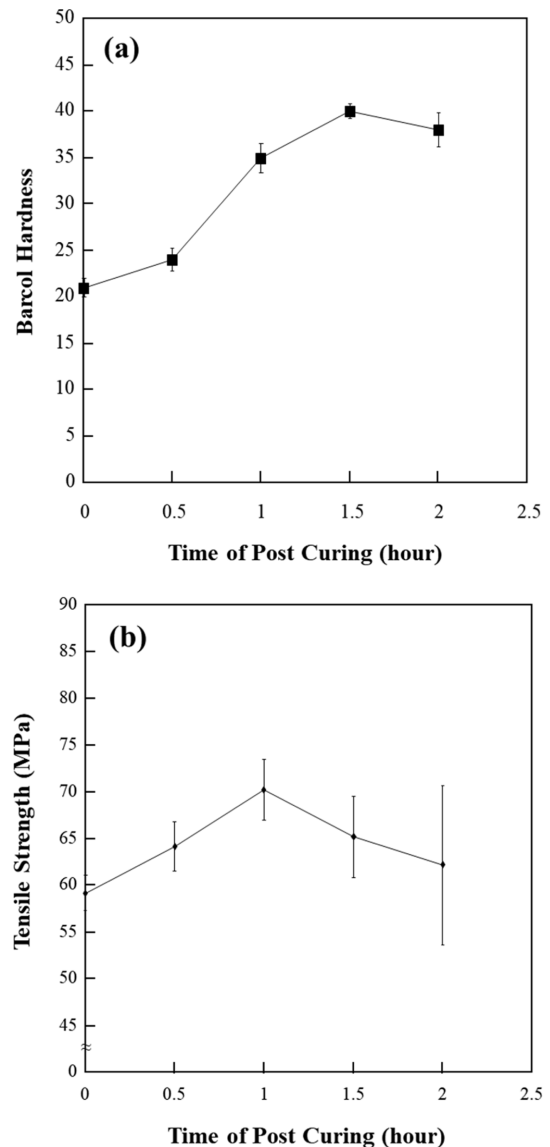 (a)
50
45
40
35
30
25
20
15
10
5
0
Barcol Hardness
0 0.5 1 1.5 2 2.5
Time of Post Curing (hour)
(b)
90
85
80
75
70
65
60
55
50
45
0
Tensile Strength (MPa)
0 0.5 1 1.5 2 2.5
Time of Post Curing (hour)